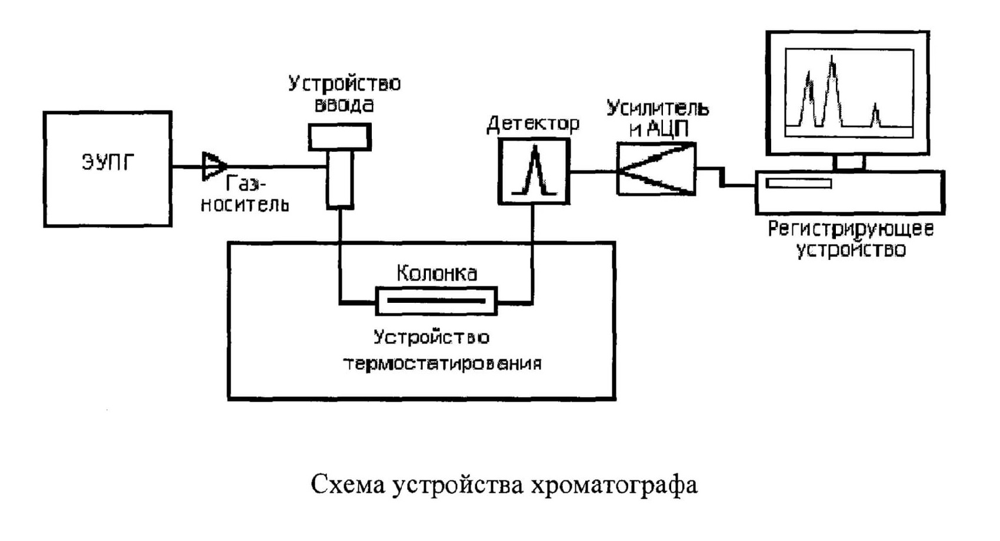 Устройство
ввода
ЭУПГ
Газ-
носитель
Детектор
Усилитель
и АЦП
Регистрирующее
устройство
Колонка
Устройство
термостатирования
Схема устройства хроматографа